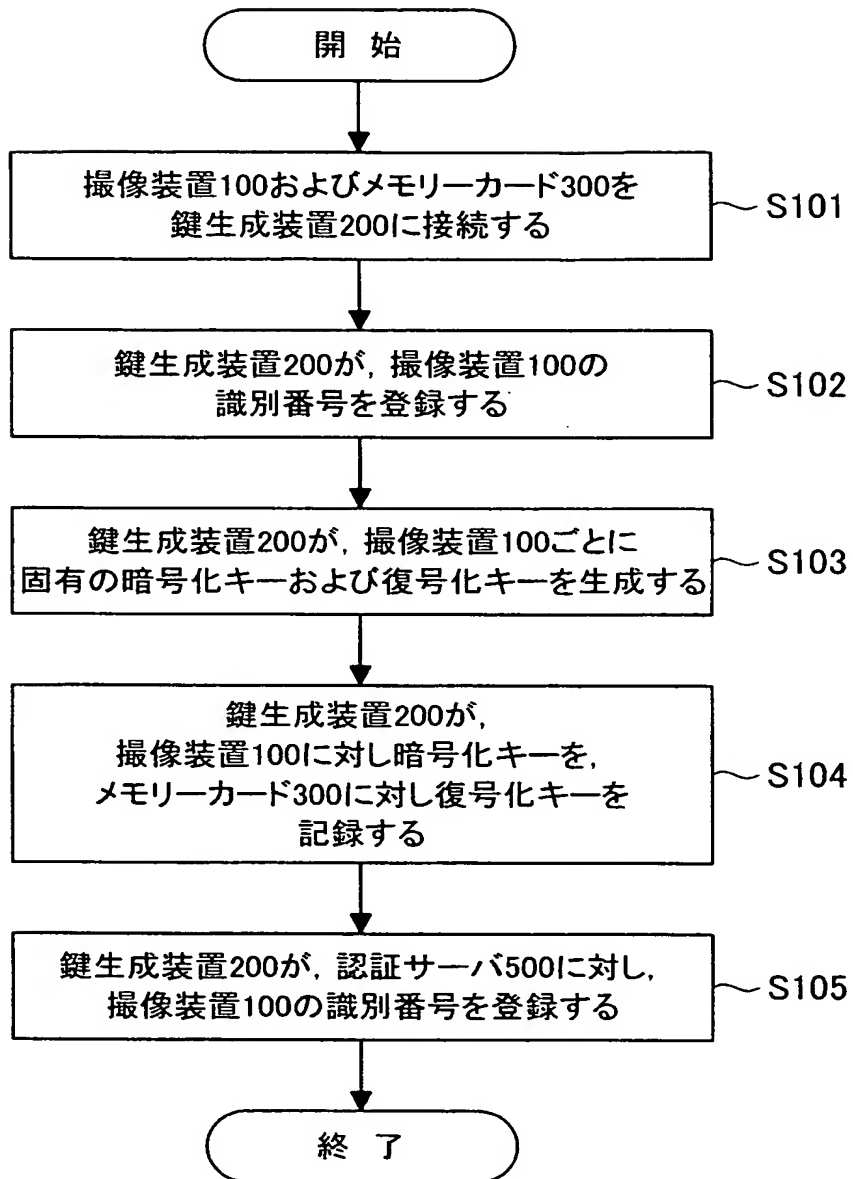 開 始
撮像装置100およびメモリーカード300を
鍵生成装置200に接続する
S101
鍵生成装置200が, 撮像装置100の
識別番号を登録する
S102
鍵生成装置200が, 撮像装置100ごとに
固有の暗号化キーおよび復号化キーを生成する
S103
鍵生成装置200が,
撮像装置100に対し暗号化キーを,
メモリーカード300に対し復号化キーを
記録する
S104
鍵生成装置200が, 認証サーバ500に対し,
撮像装置100の識別番号を登録する
S105
終 了